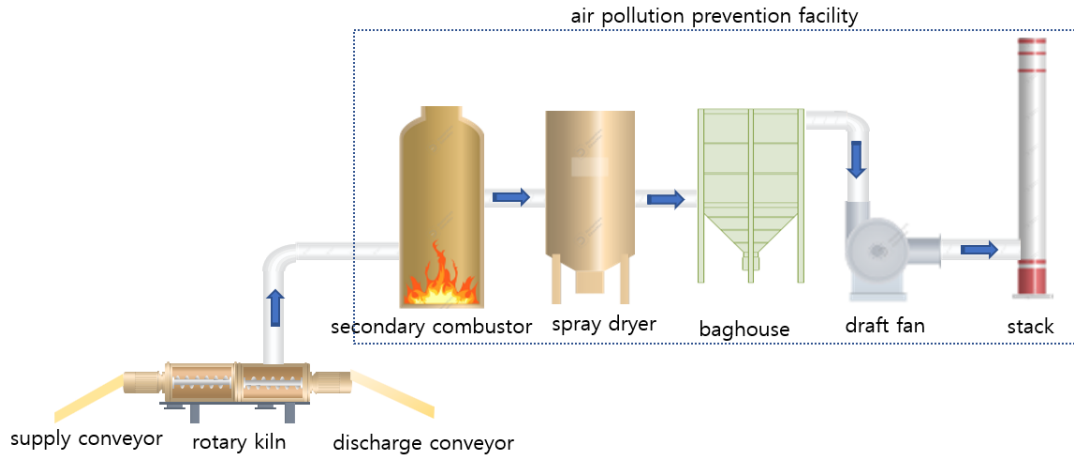 air pollution prevention facility
secondary combustor
spray dryer
baghouse
draft fan
stack
supply conveyor
rotary kiln
discharge conveyor